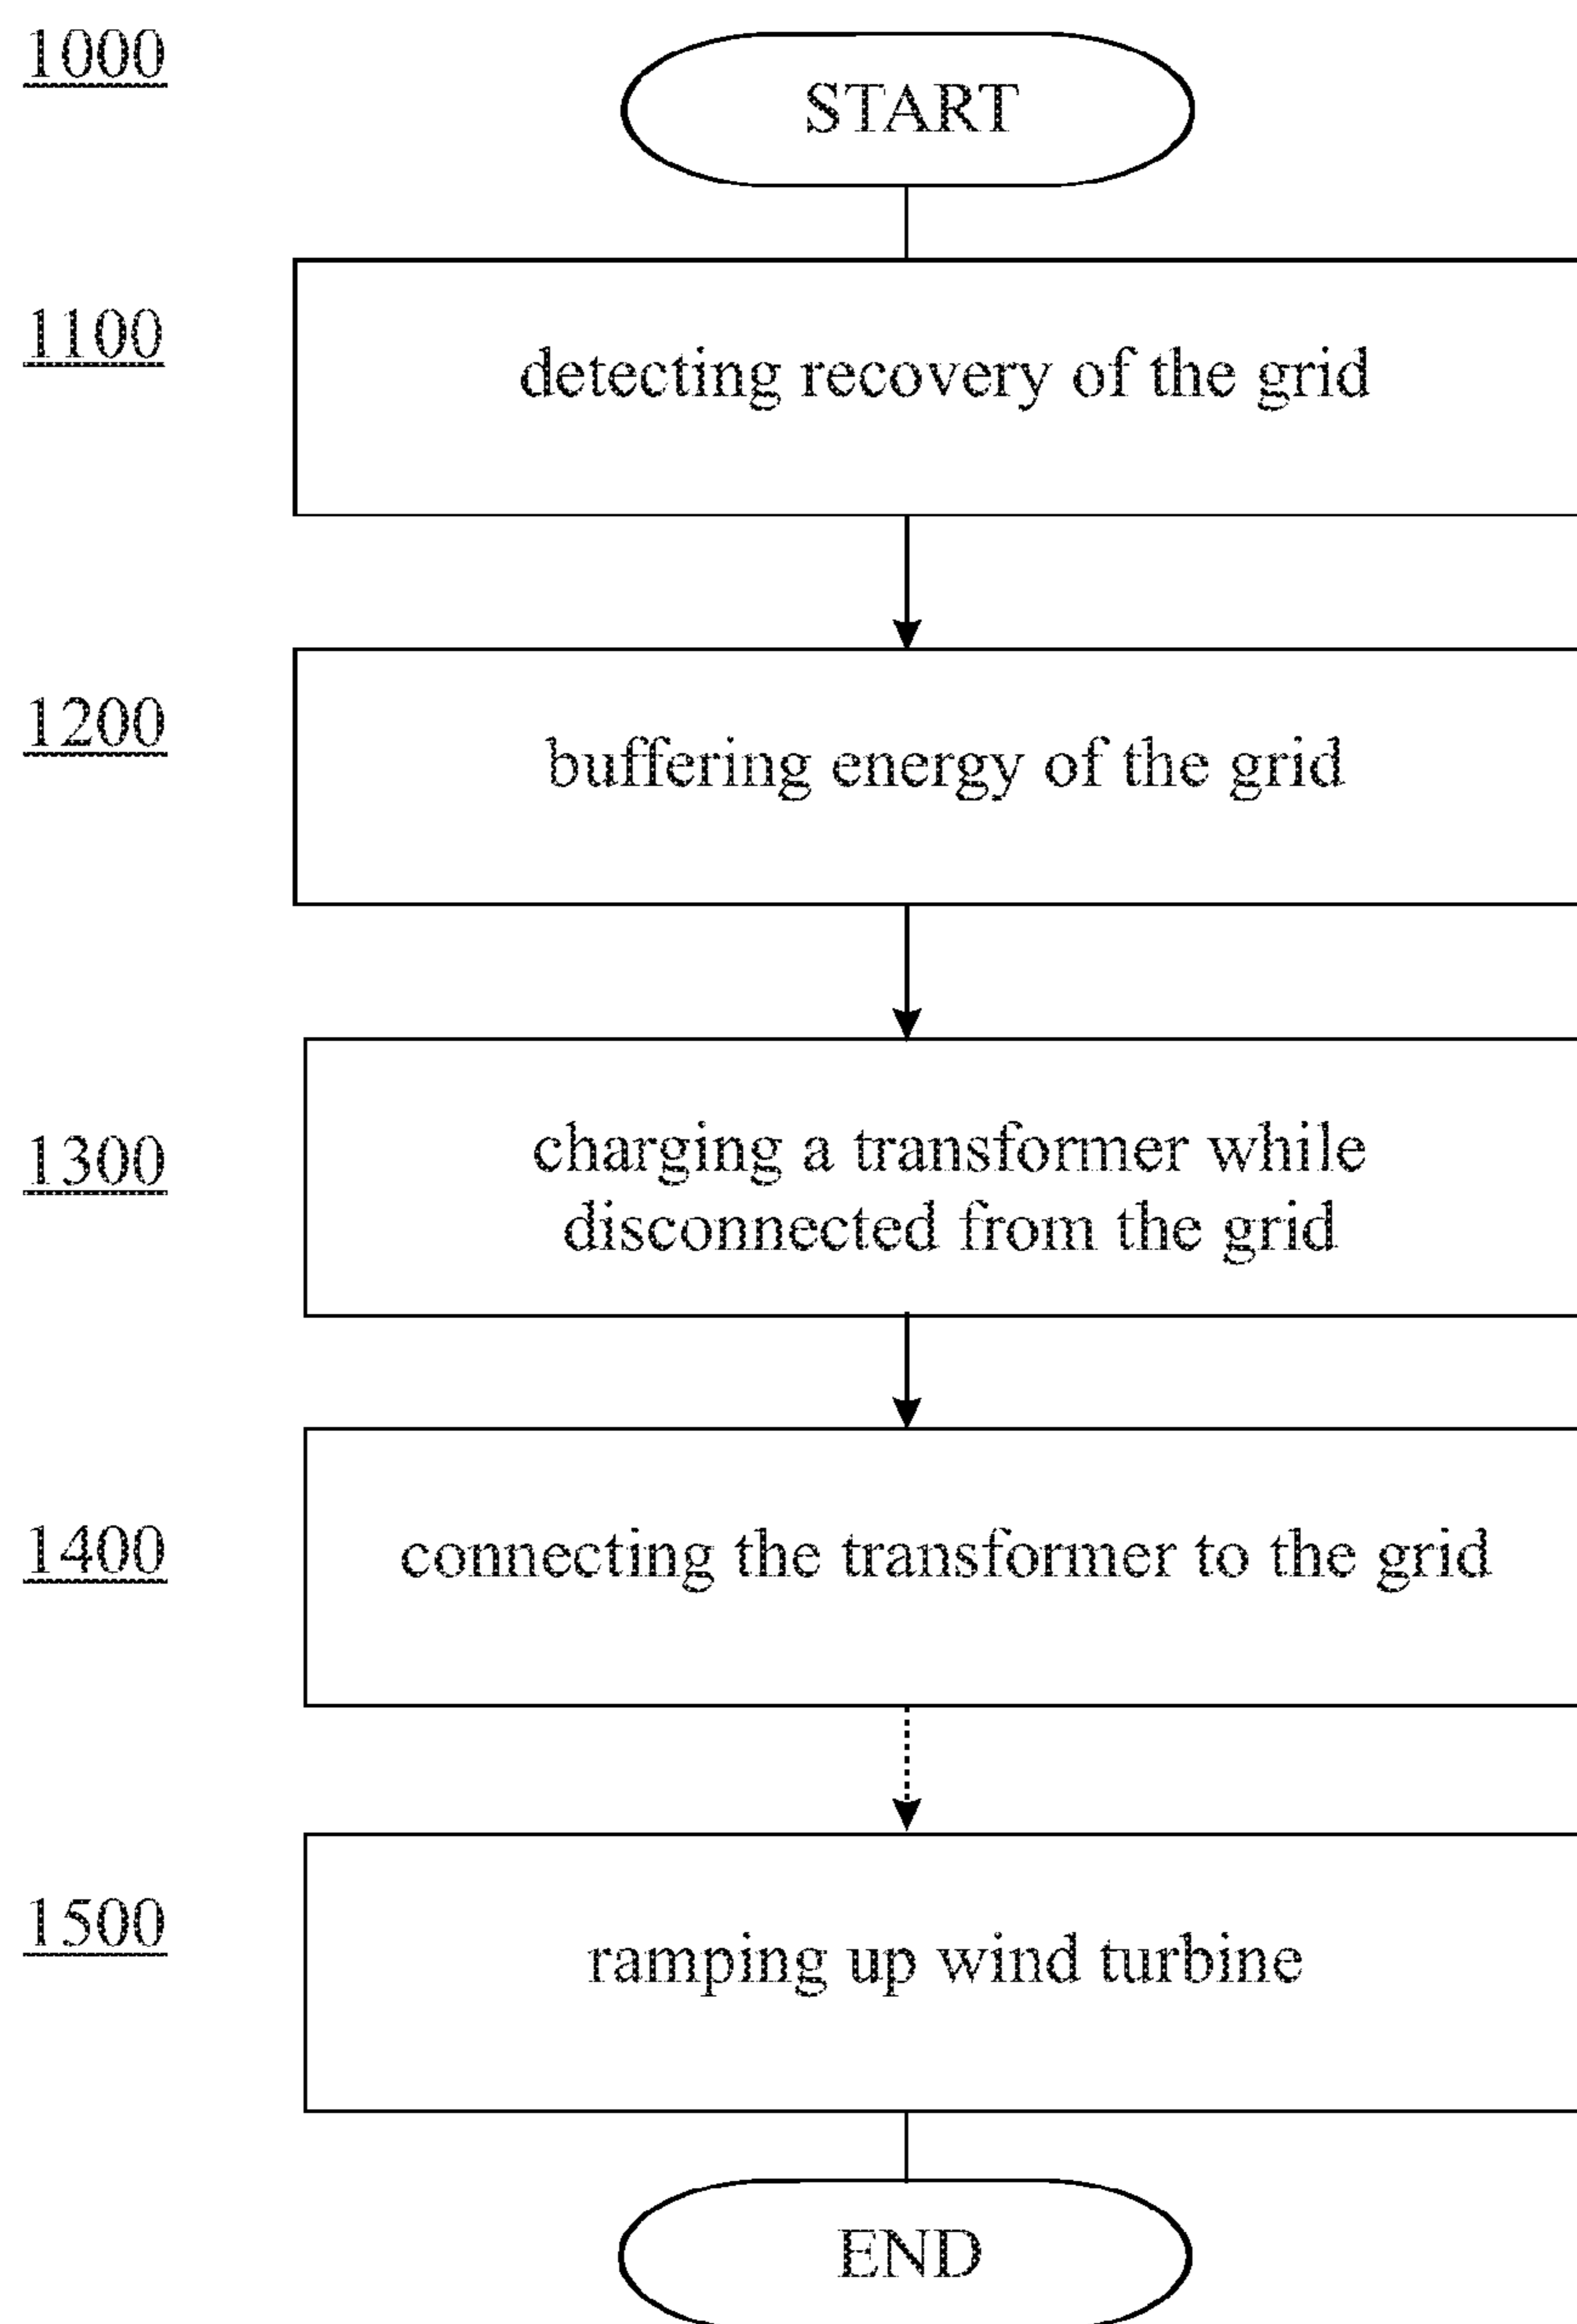 1000
START
1100
detecting recovery of the grid
1200
buffering energy of the grid
1300
charging a transformer while
disconnected from the grid
1400
connecting the transformer to the grid
1500
ramping up wind turbine
END